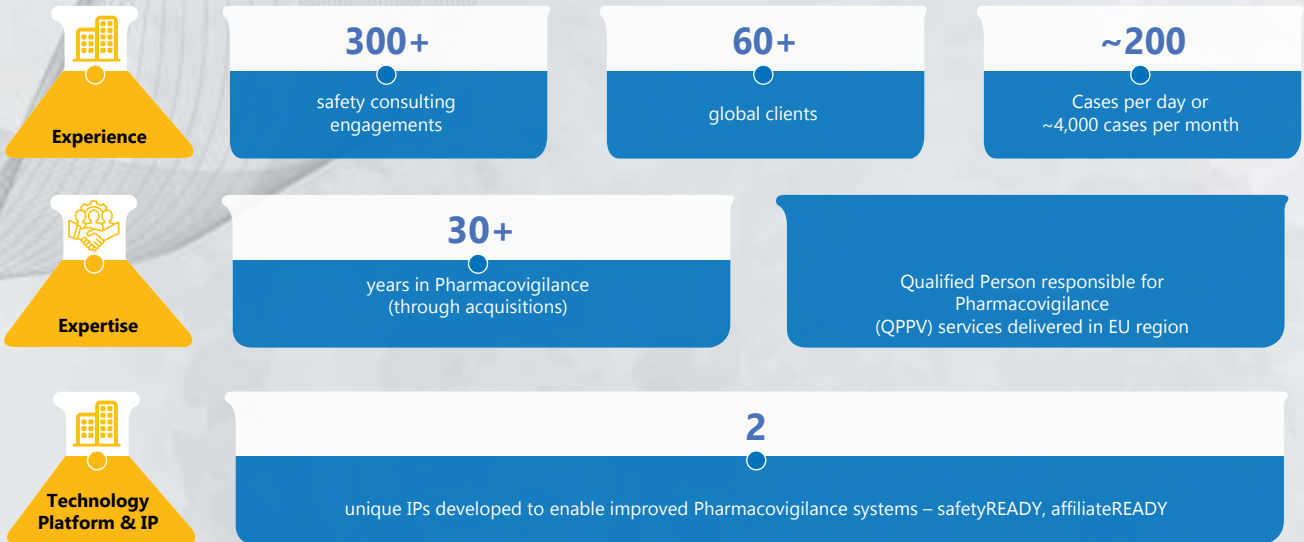 Experience
300+
safety consulting
engagements
60+
global clients
~200
Cases per day or
~4,000 cases per month
Expertise
30+
years in Pharmacovigilance
(through acquisitions)
Qualified Person responsible for
Pharmacovigilance
(QPPV) services delivered in EU region
Technology
Platform & IP
2
unique IPs developed to enable improved Pharmacovigilance systems – safetyREADY, affiliateREADY